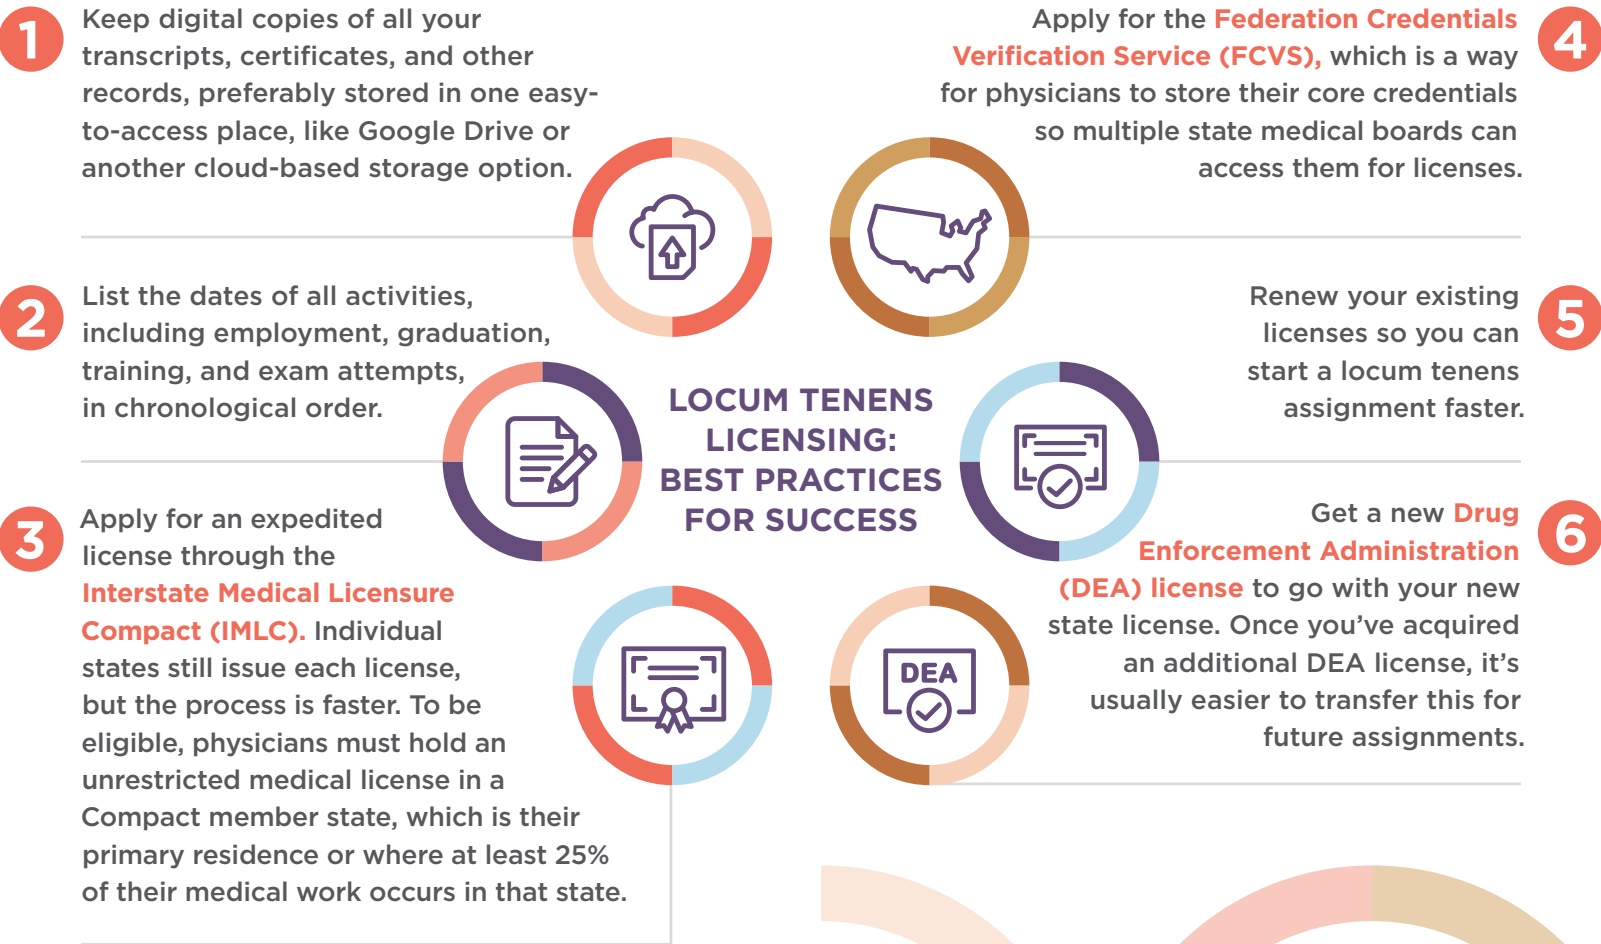 1
Keep digital copies of all your
transcripts, certificates, and other
records, preferably stored in one easy-
to-access place, like Google Drive or
another cloud-based storage option.
2
List the dates of all activities,
including employment, graduation,
training, and exam attempts,
in chronological order.
3
Apply for an expedited
license through the
Interstate Medical Licensure
Compact (IMLC). Individual
states still issue each license,
but the process is faster. To be
eligible, physicians must hold an
unrestricted medical license in a
Compact member state, which is their
primary residence or where at least 25%
of their medical work occurs in that state.
LOCUM TENENS
LICENSING:
BEST PRACTICES
FOR SUCCESS
4
Apply for the Federation Credentials
Verification Service (FCVS), which is a way
for physicians to store their core credentials
so multiple state medical boards can
access them for licenses.
5
Renew your existing
licenses so you can
start a locum tenens
assignment faster.
6
Get a new Drug
Enforcement Administration
(DEA) license to go with your new
state license. Once you’ve acquired
an additional DEA license, it’s
usually easier to transfer this for
future assignments.
DEA